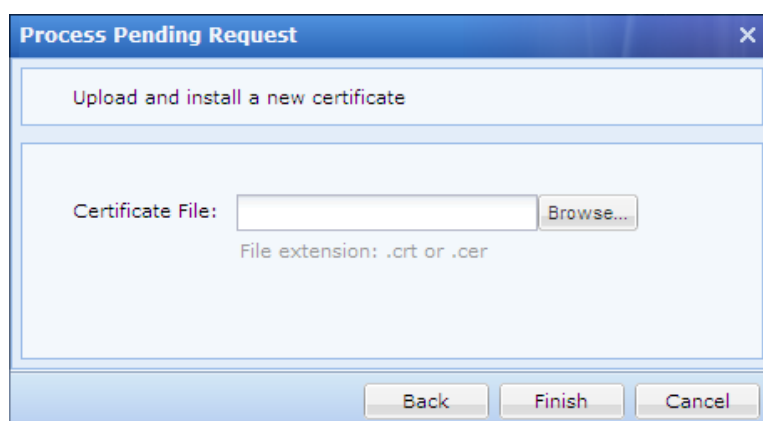 Process Pending Request
Upload and install a new certificate
Certificate File: Browse...
File extension: .crt or .cer
Back Finish Cancel